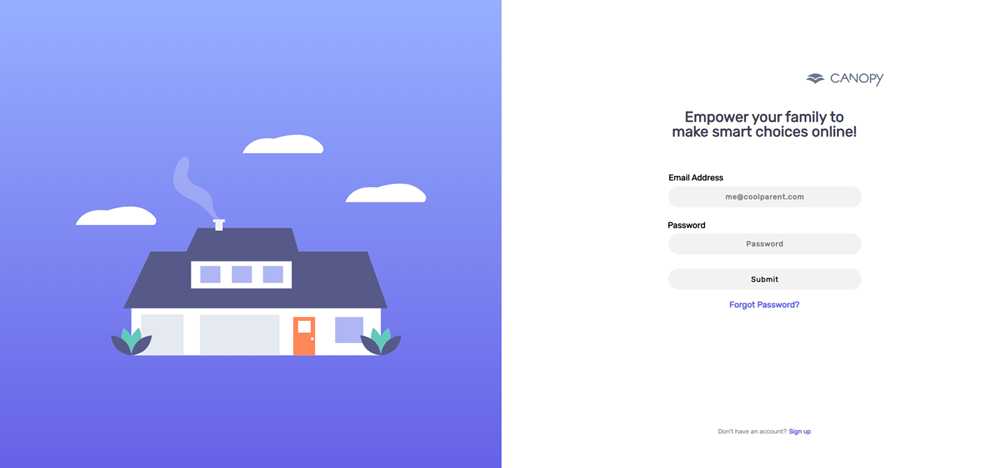 CANOPY
Empower your family to
make smart choices online!
Email Address
me@coolparent.com
Password
Password
Submit
Forgot Password?
Don't have an account? Sign up